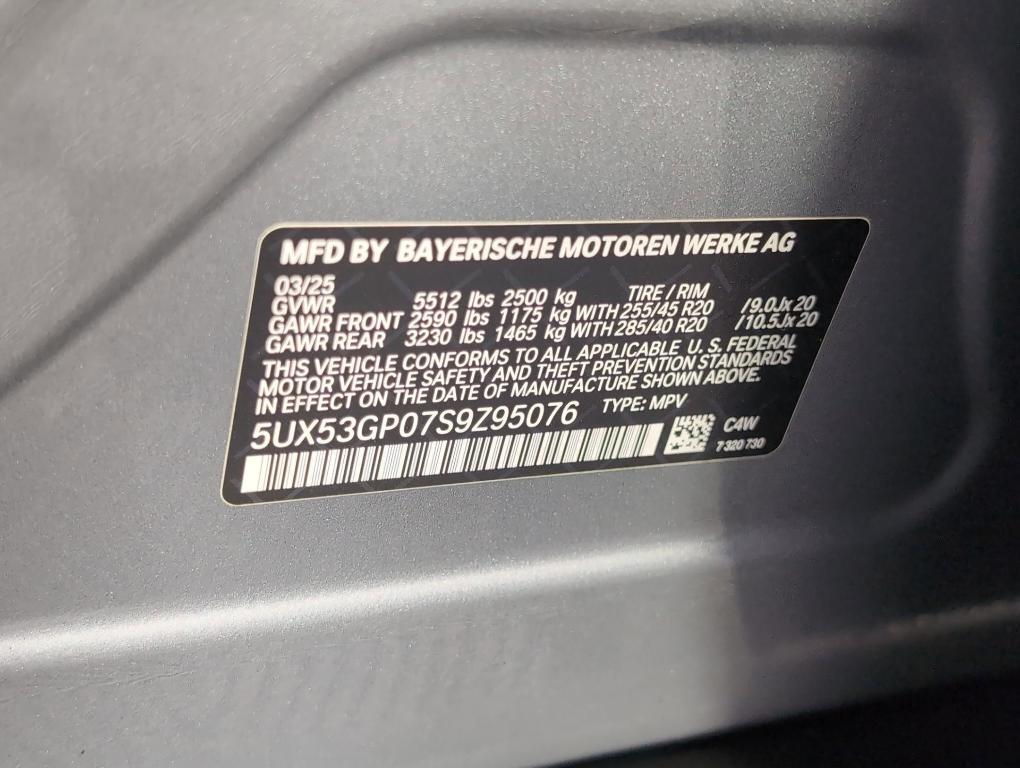 MFD BY BAYERISCHE MOTOREN WERKE AG
03/25
GVWR 5512 lbs 2500 kg TIRE / RIM
GAWR FRONT 2590 lbs 1175 kg WITH 255/45 R20 /9.0Jx20
GAWR REAR 3230 lbs 1465 kg WITH 285/40 R20 /10.5Jx20
THIS VEHICLE CONFORMS TO ALL APPLICABLE U. S. FEDERAL
MOTOR VEHICLE SAFETY AND THEFT PREVENTION STANDARDS
IN EFFECT ON THE DATE OF MANUFACTURE SHOWN ABOVE.
5UX53GP07S9Z95076 TYPE: MPV
C4W
7 320 730